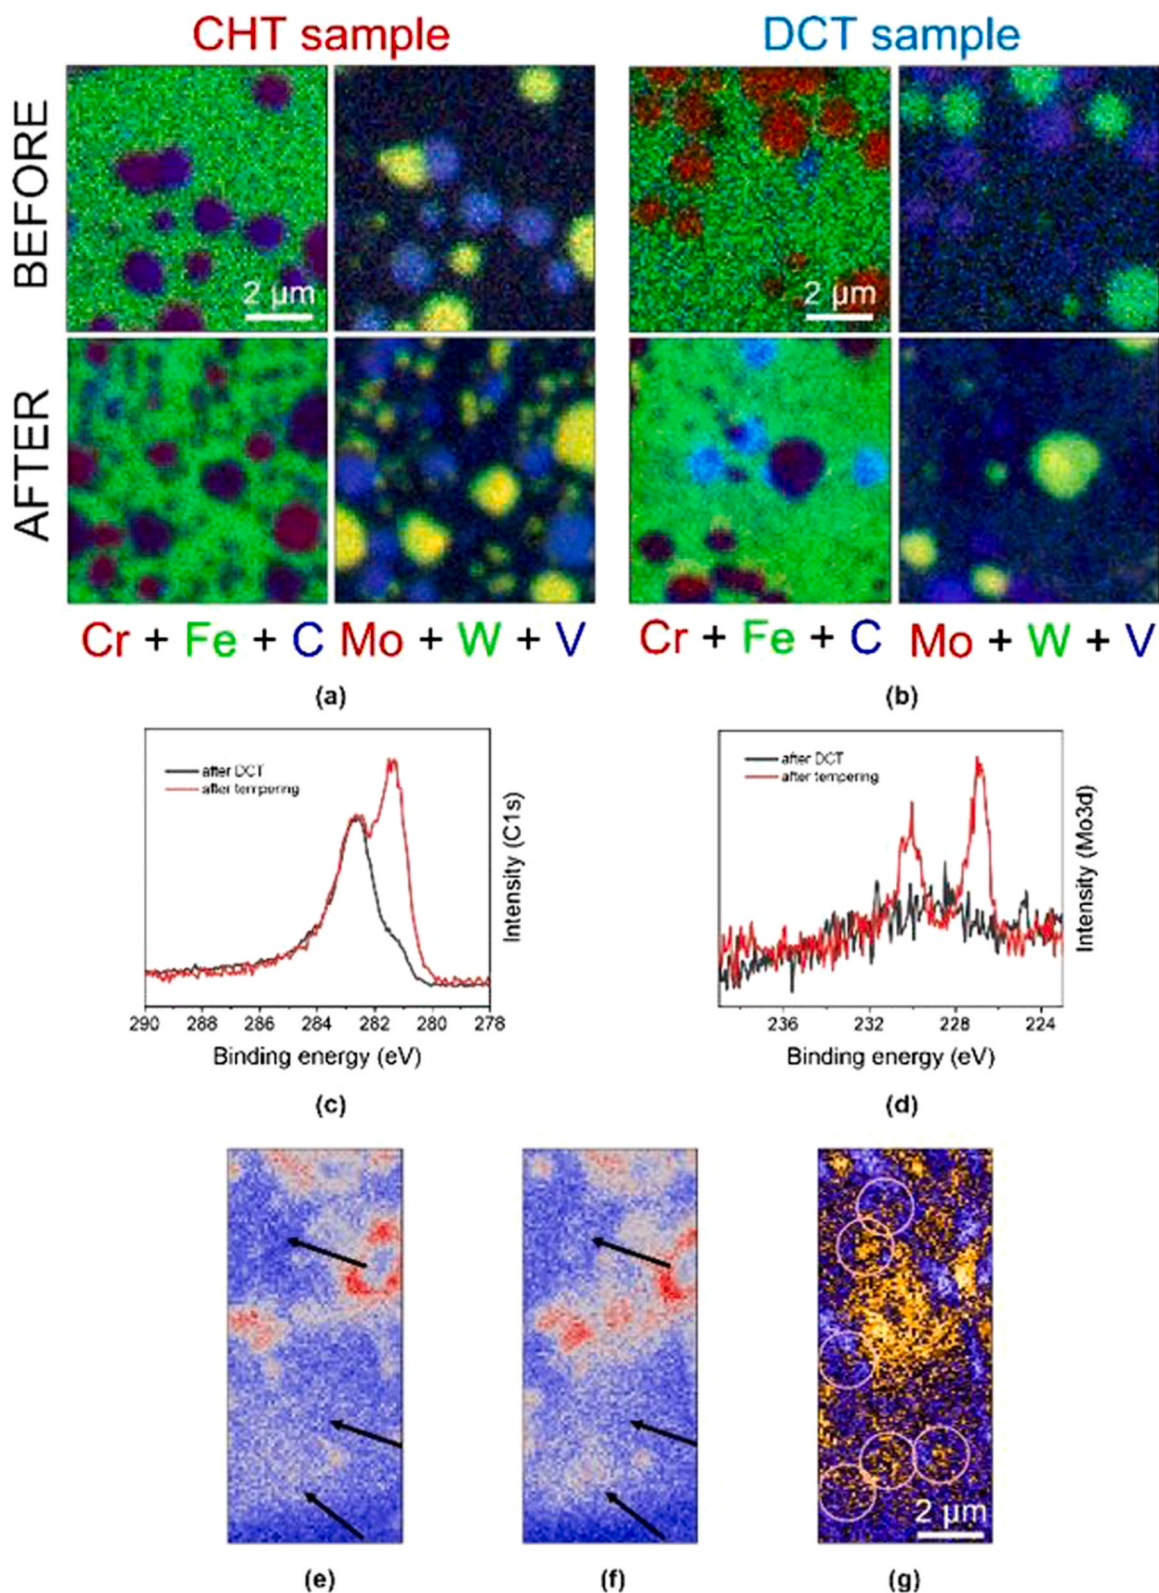 CHT sample DCT sample
BEFORE
2 μm 2 μm
AFTER
Cr + Fe + C Mo + W + V Cr + Fe + C Mo + W + V
(a) (b)
after DCT
after tempering
Intensity (C1s)
290 288 286 284 282 280 278
Binding energy (eV)
(c)
after DCT
after tempering
Intensity (Mo3d)
236 232 228 224
Binding energy (eV)
(d)
2 μm
(e) (f) (g)